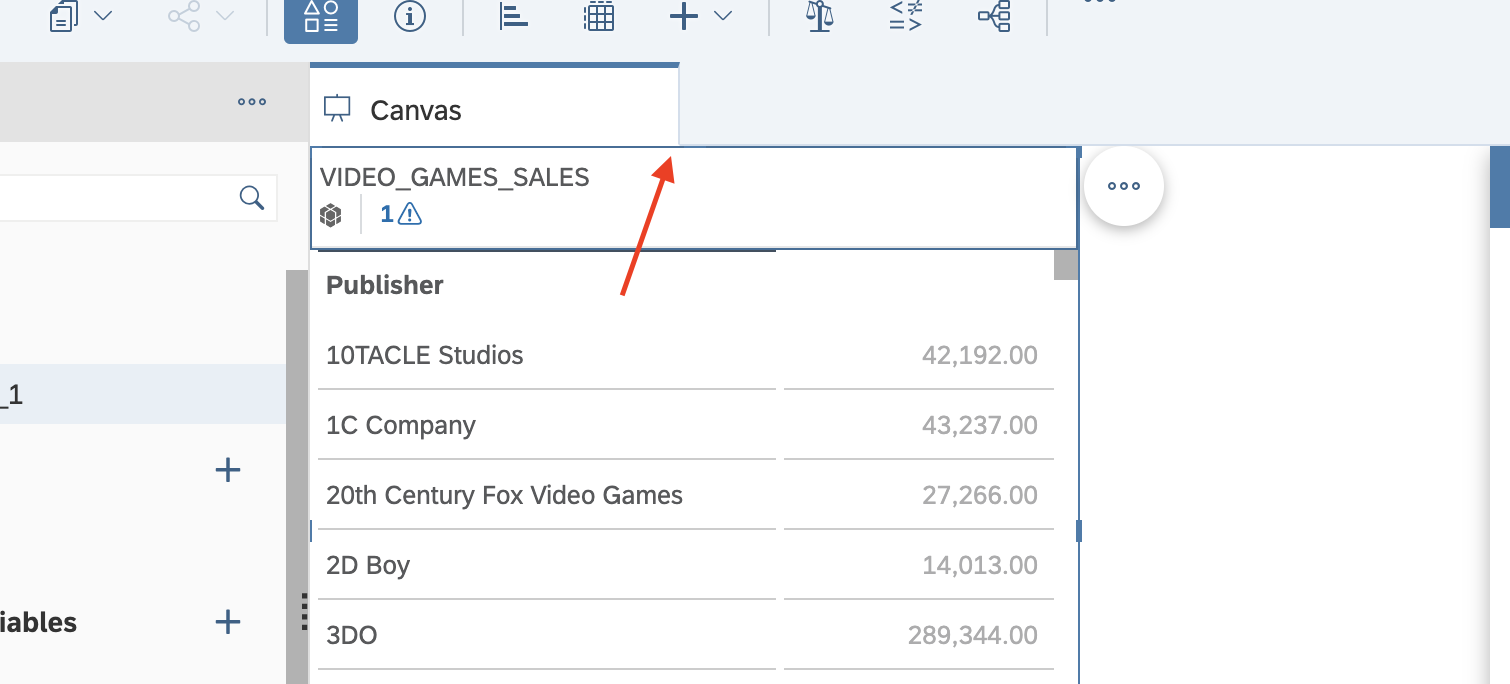 Canvas
VIDEO_GAMES_SALES
1
Publisher
10TACLE Studios 42,192.00
1C Company 43,237.00
_1
20th Century Fox Video Games 27,266.00
2D Boy 14,013.00
iables
3DO 289,344.00